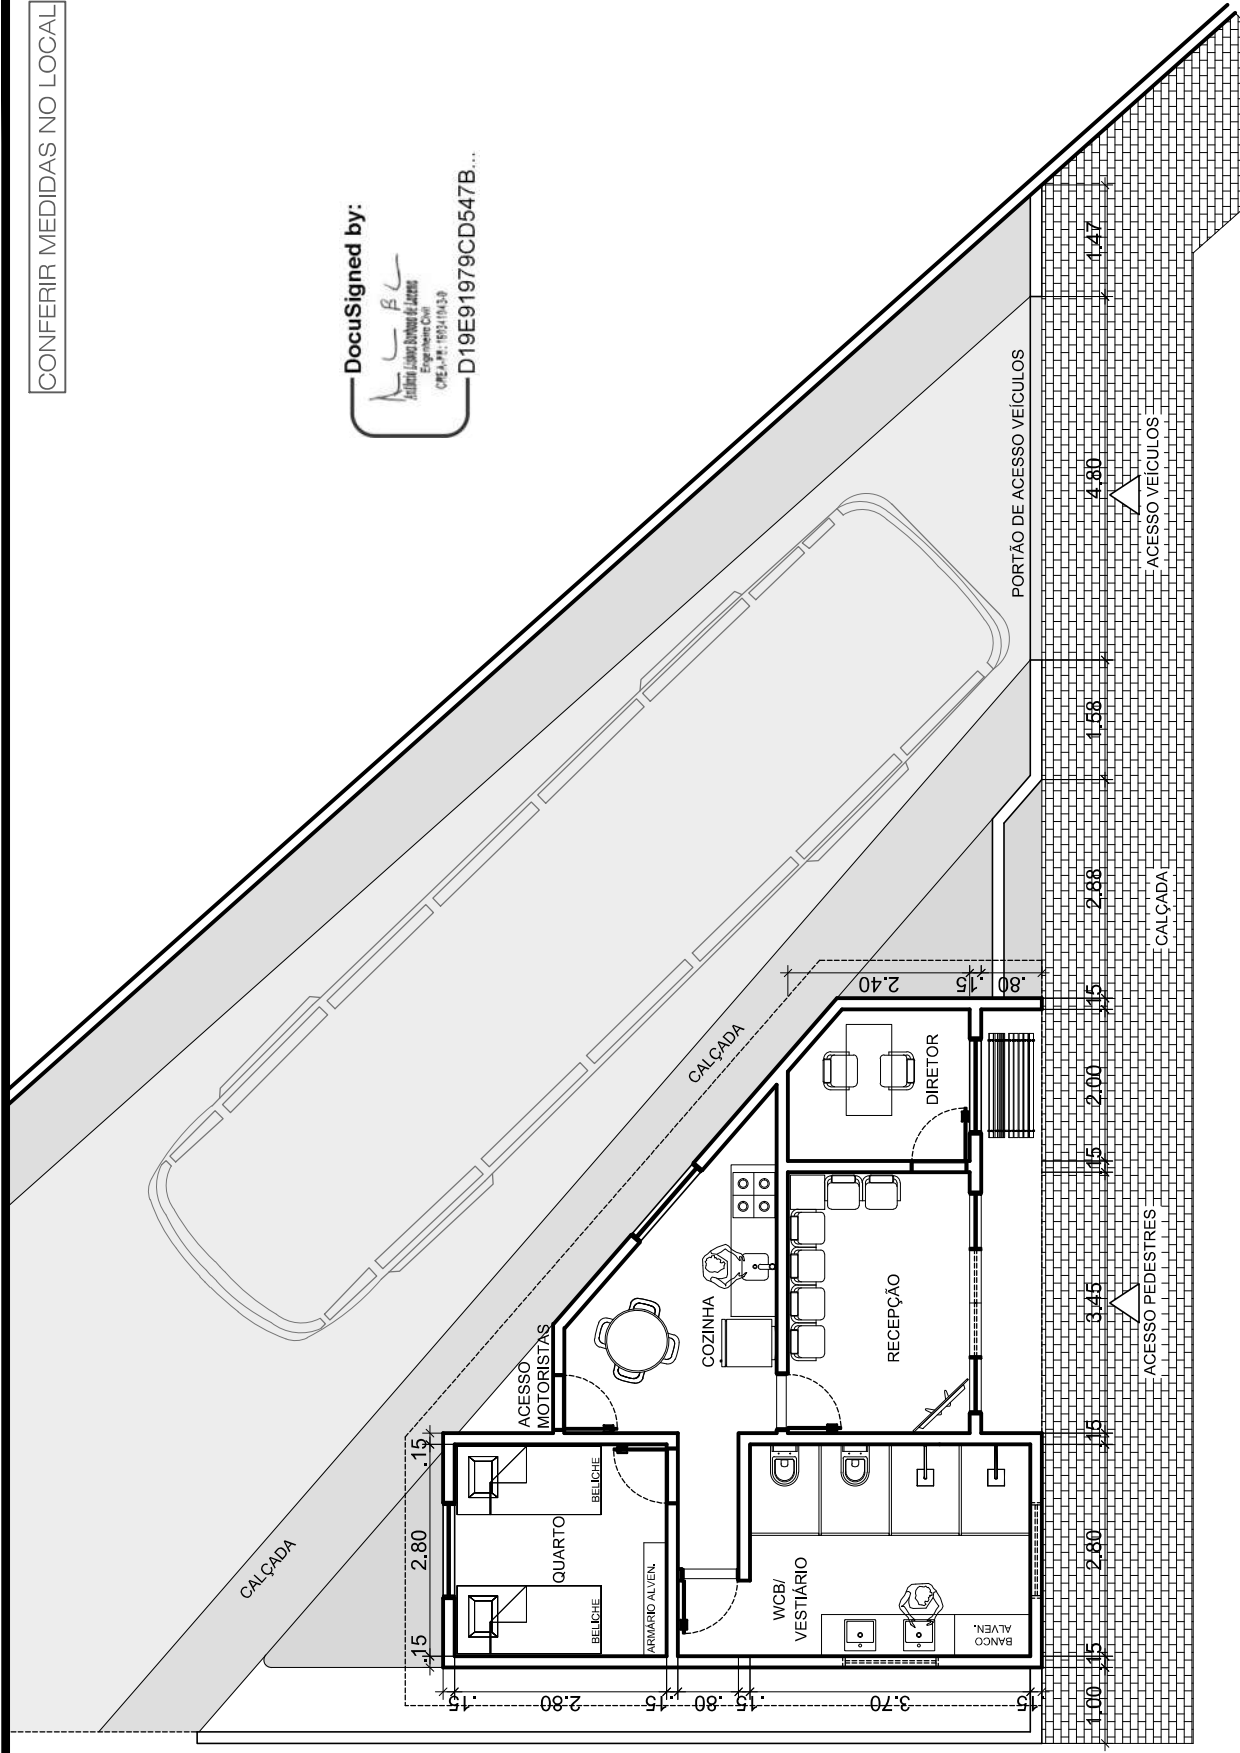 CONFERIR MEDIDAS NO LOCAL
DocuSigned by:
Engenheiro Civil
D19E91979CD547B...
PORTÃO DE ACESSO VEÍCULOS
ACESSO VEÍCULOS
CALÇADA
ACESSO PEDESTRES
CALÇADA
CALÇADA
ACESSO
MOTORISTAS
COZINHA
DIRETOR
RECEPÇÃO
QUARTO
BELICHE
BELICHE
ARMÁRIO ALVEN.
WCB/
VESTIÁRIO
BANCO
ALVEN.
1.00
.15
2.80
.15
3.45
.15
2.00
.15
2.88
1.58
4.80
1.47
.15
2.80
.15
.15
2.80
.15
.80
.15
3.70
.15
2.40
.15
.80